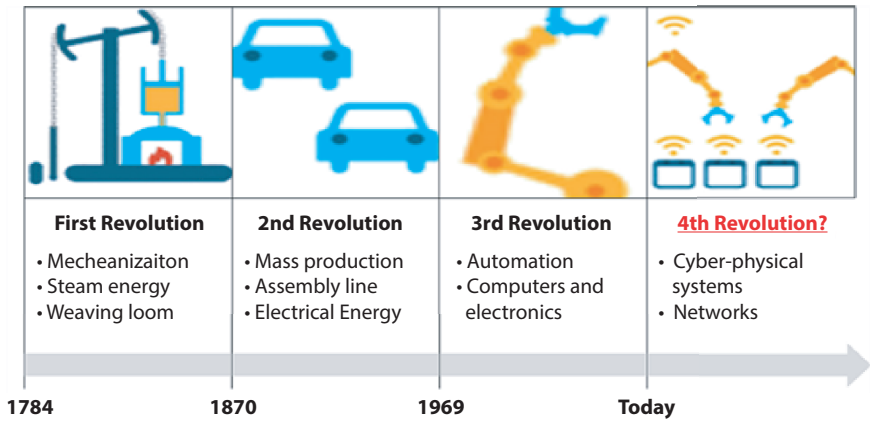 First Revolution
• Mecheanizaiton
• Steam energy
• Weaving loom
2nd Revolution
• Mass production
• Assembly line
• Electrical Energy
3rd Revolution
• Automation
• Computers and
electronics
4th Revolution?
• Cyber-physical
systems
• Networks
1784
1870
1969
Today